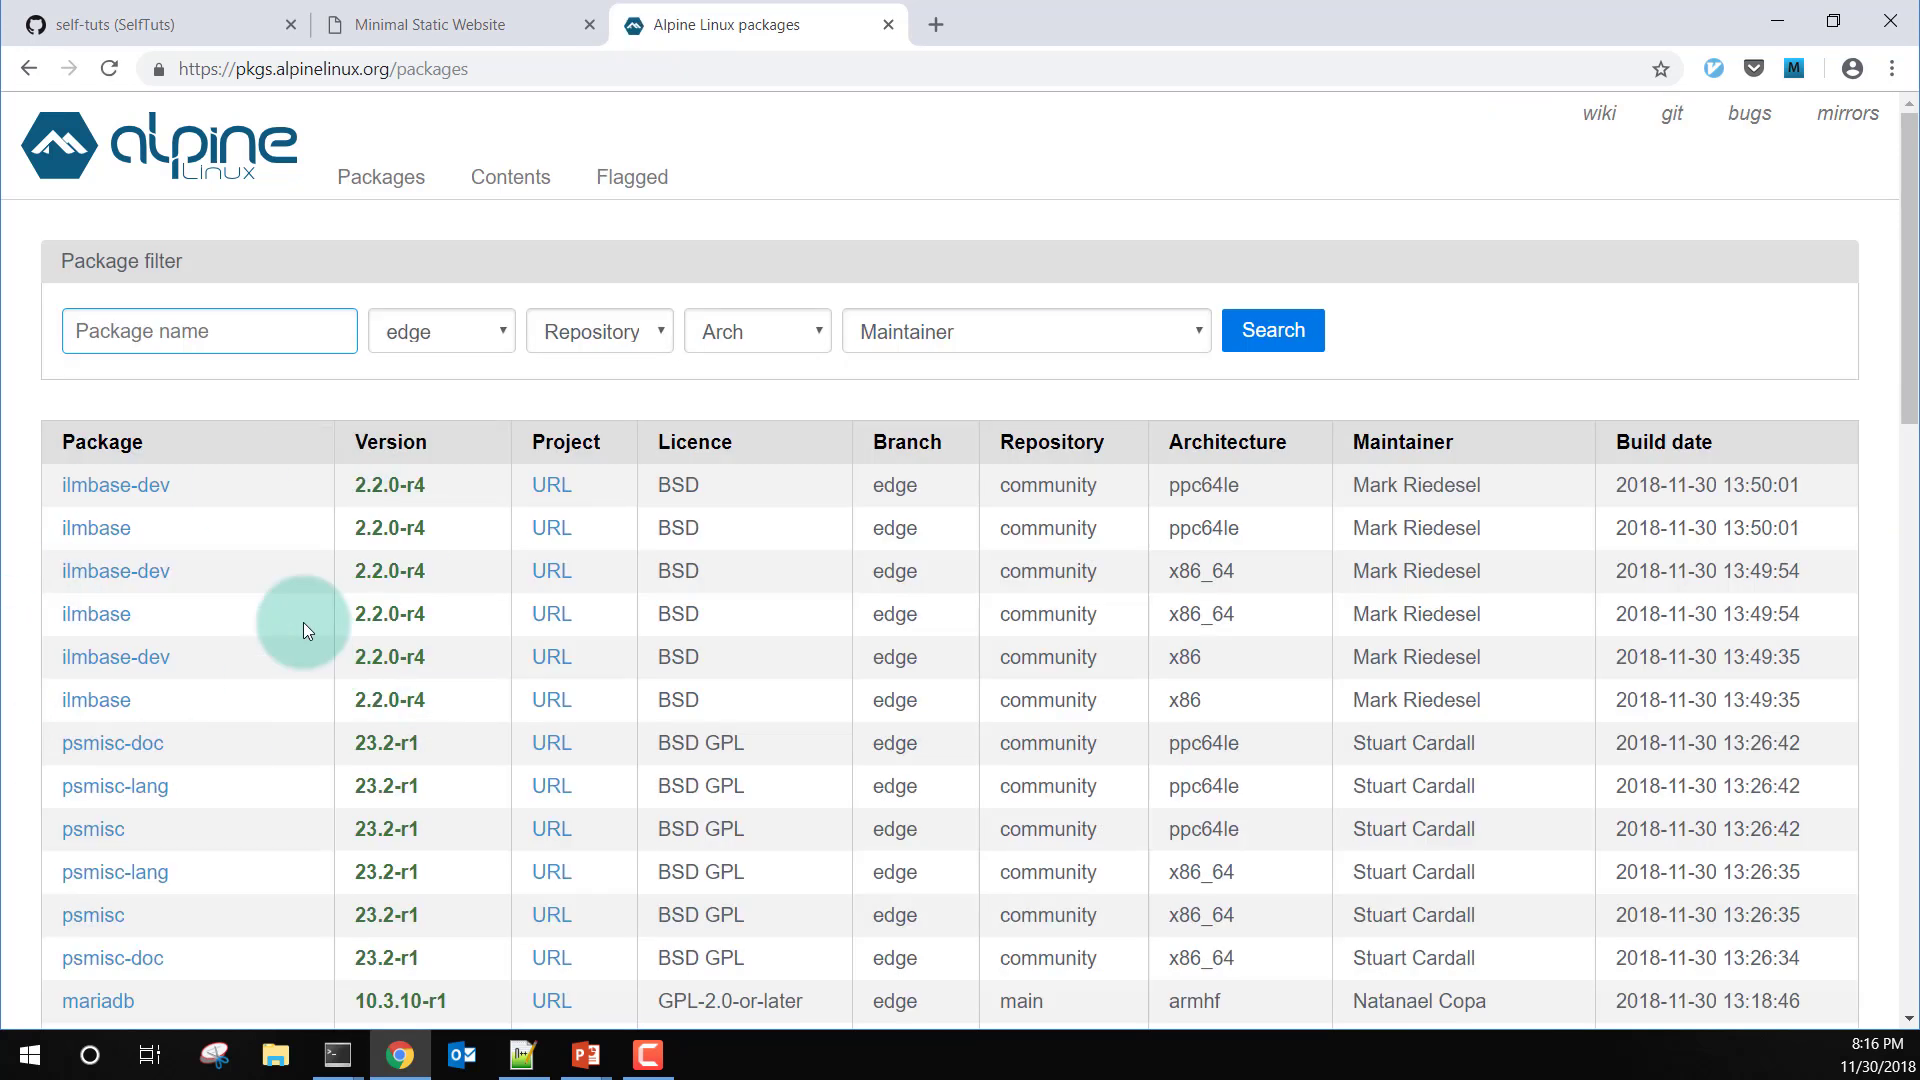 self-tuts (SelfTuts)
Minimal Static Website
Alpine Linux packages
https://pkgs.alpinelinux.org/packages
M
wiki git bugs mirrors
alpine
Linux
Packages Contents Flagged
Package filter
Package name edge Repository Arch Maintainer Search
Package Version Project Licence Branch Repository Architecture Maintainer Build date
ilmbase-dev 2.2.0-r4 URL BSD edge community ppc64le Mark Riedesel 2018-11-30 13:50:01
ilmbase 2.2.0-r4 URL BSD edge community ppc64le Mark Riedesel 2018-11-30 13:50:01
ilmbase-dev 2.2.0-r4 URL BSD edge community x86_64 Mark Riedesel 2018-11-30 13:49:54
ilmbase 2.2.0-r4 URL BSD edge community x86_64 Mark Riedesel 2018-11-30 13:49:54
ilmbase-dev 2.2.0-r4 URL BSD edge community x86 Mark Riedesel 2018-11-30 13:49:35
ilmbase 2.2.0-r4 URL BSD edge community x86 Mark Riedesel 2018-11-30 13:49:35
psmisc-doc 23.2-r1 URL BSD GPL edge community ppc64le Stuart Cardall 2018-11-30 13:26:42
psmisc-lang 23.2-r1 URL BSD GPL edge community ppc64le Stuart Cardall 2018-11-30 13:26:42
psmisc 23.2-r1 URL BSD GPL edge community ppc64le Stuart Cardall 2018-11-30 13:26:42
psmisc-lang 23.2-r1 URL BSD GPL edge community x86_64 Stuart Cardall 2018-11-30 13:26:35
psmisc 23.2-r1 URL BSD GPL edge community x86_64 Stuart Cardall 2018-11-30 13:26:35
psmisc-doc 23.2-r1 URL BSD GPL edge community x86_64 Stuart Cardall 2018-11-30 13:26:34
mariadb 10.3.10-r1 URL GPL-2.0-or-later edge main armhf Natanael Copa 2018-11-30 13:18:46
8:16 PM
11/30/2018